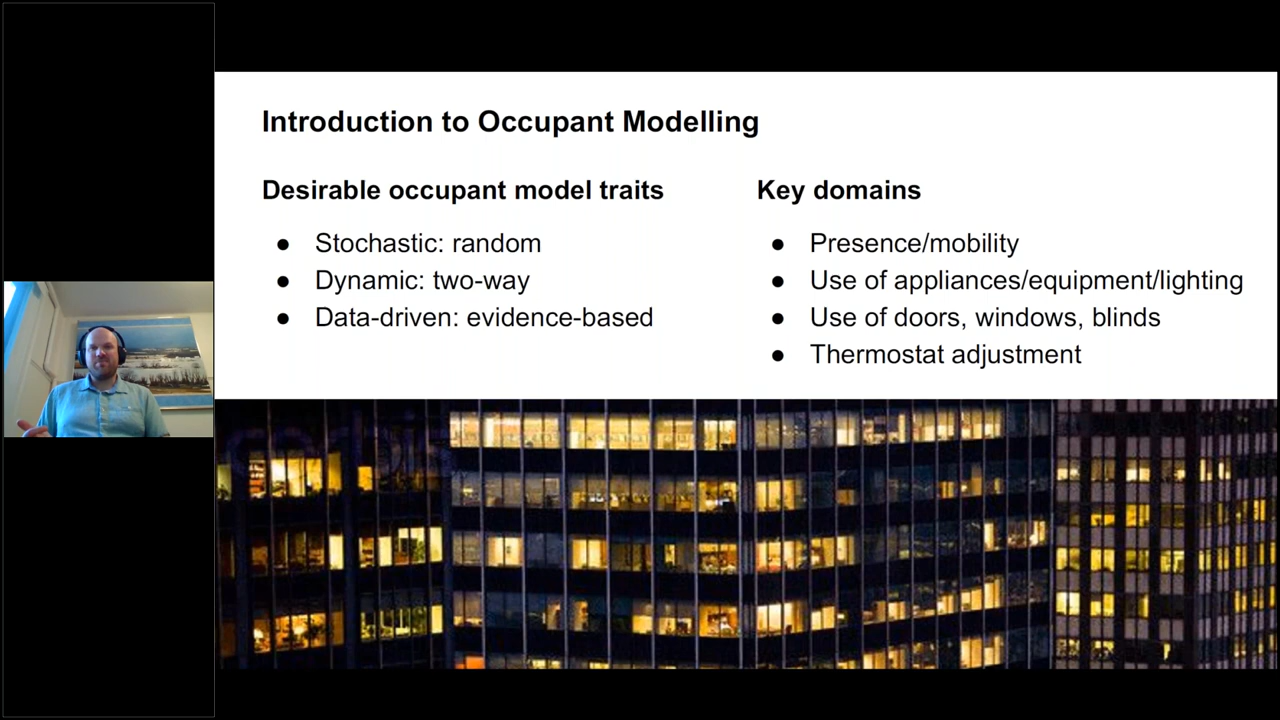 Introduction to Occupant Modelling
Desirable occupant model traits
● Stochastic: random
● Dynamic: two-way
● Data-driven: evidence-based
Key domains
● Presence/mobility
● Use of appliances/equipment/lighting
● Use of doors, windows, blinds
● Thermostat adjustment